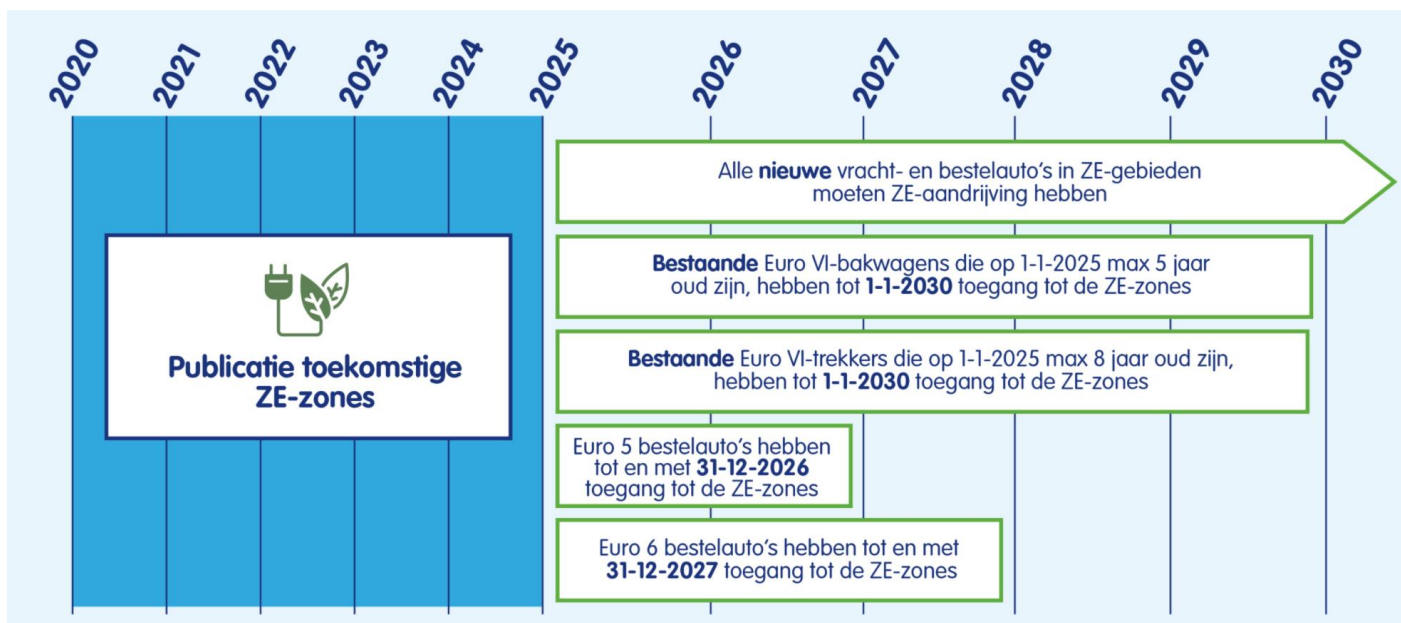 2020
2021
2022
2023
2024
2025
2026
2027
2028
2029
2030
Alle nieuwe vracht- en bestelauto's in ZE-gebieden
moeten ZE-aandrijving hebben
Bestaande Euro VI-bakwagens die op 1-1-2025 max 5 jaar
oud zijn, hebben tot 1-1-2030 toegang tot de ZE-zones
Publicatie toekomstige
ZE-zones
Bestaande Euro VI-trekkers die op 1-1-2025 max 8 jaar oud zijn,
hebben tot 1-1-2030 toegang tot de ZE-zones
Euro 5 bestelauto's hebben
tot en met 31-12-2026
toegang tot de ZE-zones
Euro 6 bestelauto's hebben tot en met
31-12-2027 toegang tot de ZE-zones